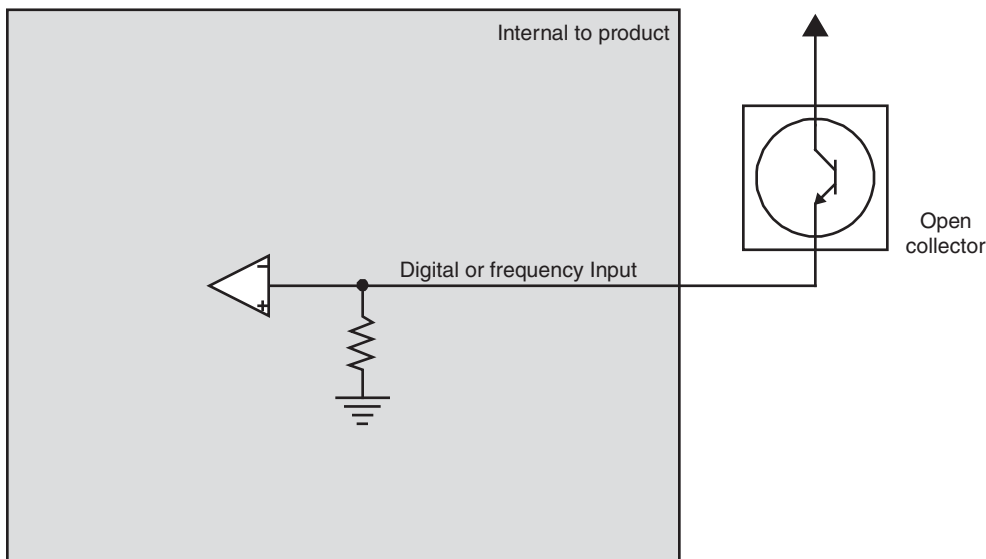 Internal to product
Open
collector
Digital or frequency Input